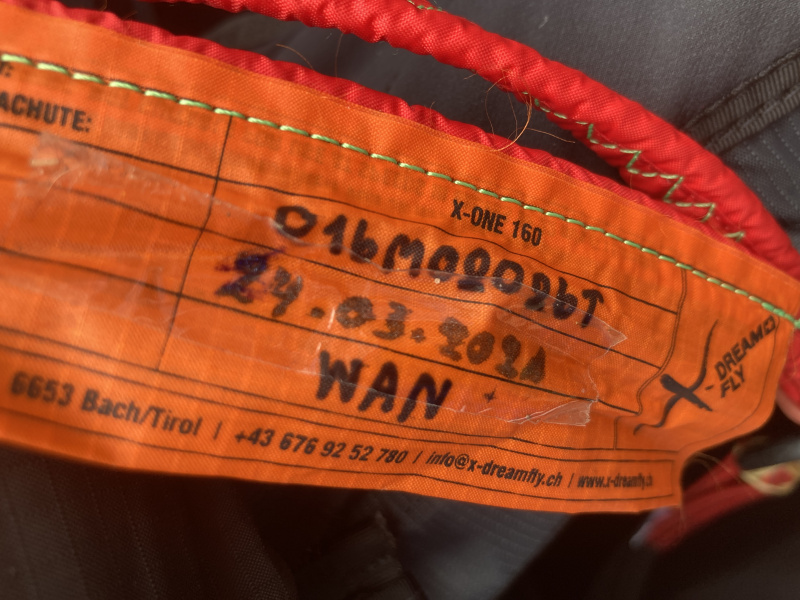 ACHUTE:
X-ONE 160
24.03.2021
WAN
X-DREAM
FLY
6653 Bach/Tirol | +43 676 92 52 780 / info@x-dreamfly.ch | www.x-dreamfly.ch